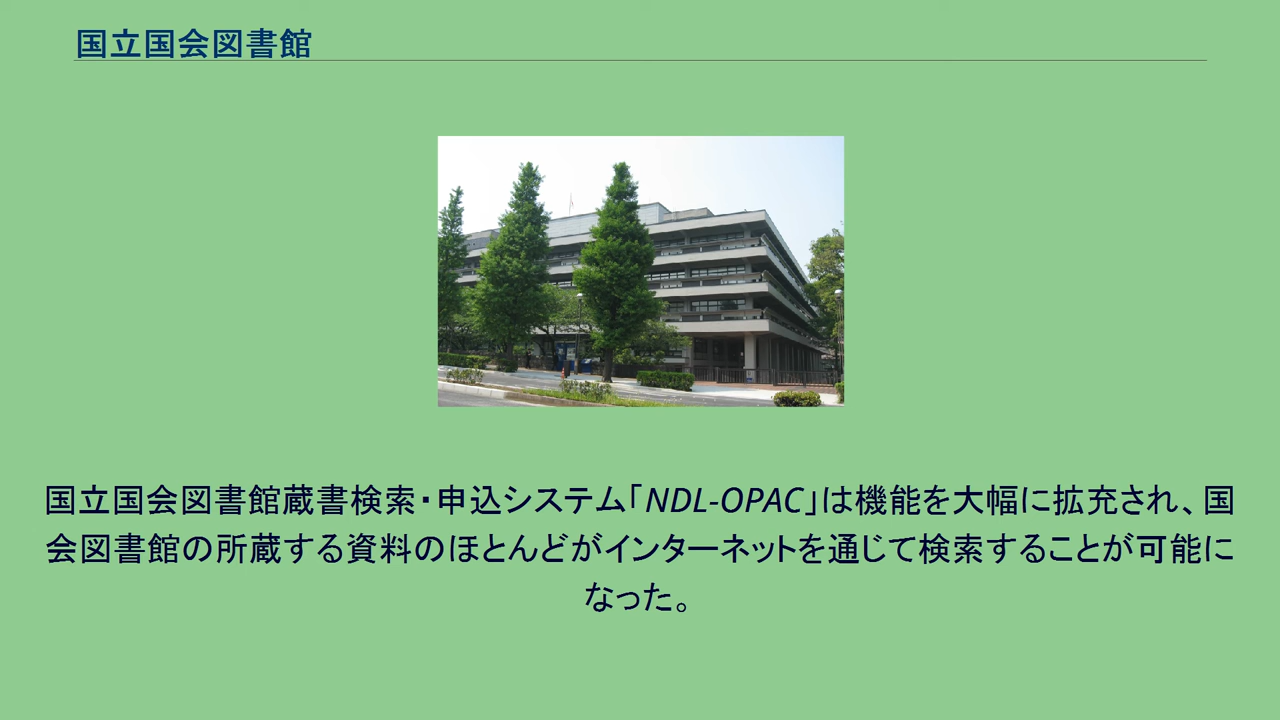 国立国会図書館
国立国会図書館蔵書検索・申込システム「NDL-OPAC」は機能を大幅に拡充され、国
会図書館の所蔵する資料のほとんどがインターネットを通じて検索することが可能に
なった。